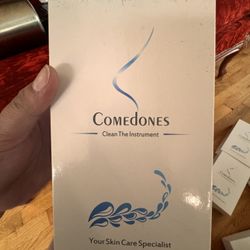 Comedones
Clean The Instrument
Your Skin Care Specialist